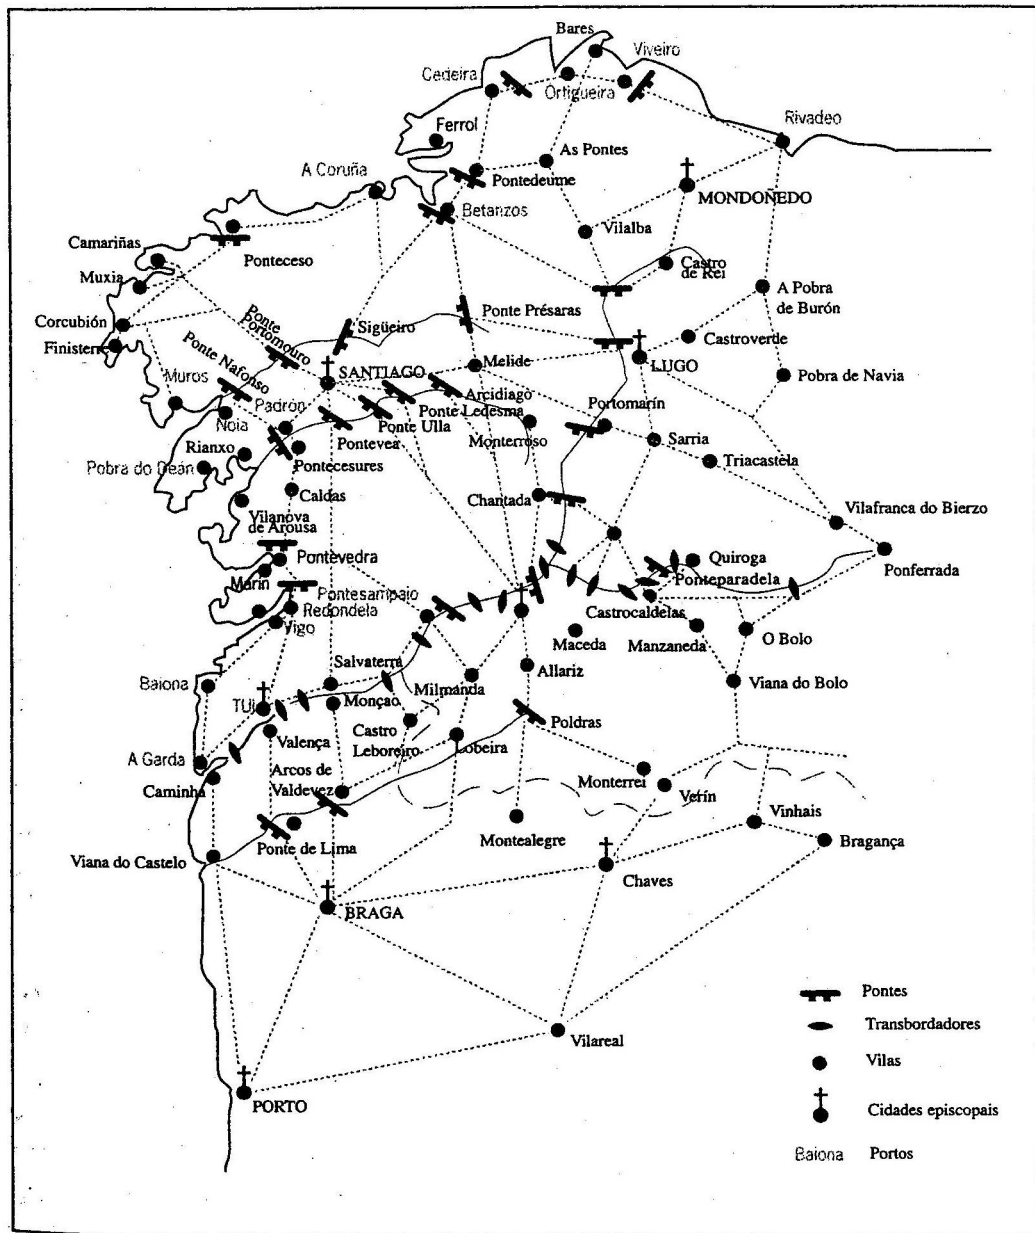 Bares
Viveiro
Cedeira
Ortigueira
Ferrol
Rivadeo
As Pontes
A Coruña
Pontedeume
MONDOÑEDO
Betanzos
Vilalba
Camariñas
Ponteceso
Castro
de Rei
Muxia
A Pobra
de Burón
Corcubión
Ponte
Portomouro
Sigüeiro
Ponte Présaras
Castroverde
Finisterre
Ponte Nafonso
Melide
LUGO
Muros
SANTIAGO
Pobra de Navia
Arcidiago
Padrón
Ponte Ledesma
Portomarín
Noia
Ponte Ulla
Pontevea
Monterroso
Sarria
Rianxo
Pontecesures
Triacastela
Pobra do Deán
Caldas
Chantada
Vilanova
de Arousa
Vilafranca do Bierzo
Pontevedra
Quiroga
Ponferrada
Marín
Ponteparadela
Pontesampaio
Redondela
Castrocaldelas
Vigo
Maceda
Manzaneda
O Bolo
Salvaterra
Allariz
Baiona
Milmanda
Viana do Bolo
TUI
Monçao
Valença
Castro
Leboreiro
Poldras
Lobeira
A Garda
Arcos de
Valdevez
Monterrei
Caminha
Verín
Vinhais
Montealegre
Bragança
Ponte de Lima
Viana do Castelo
Chaves
BRAGA
Vilareal
PORTO
Pontes
Transbordadores
Vilas
Cidades episcopais
Baiona Portos